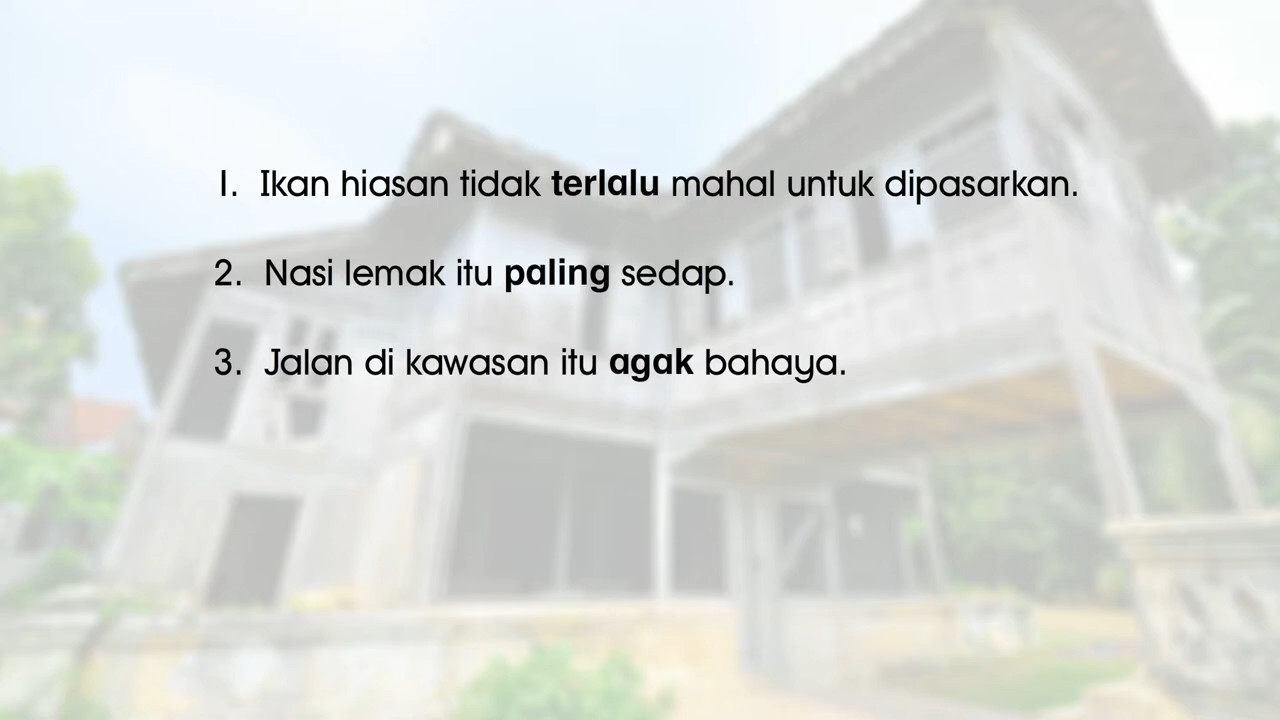 1. Ikan hiasan tidak terlalu mahal untuk dipasarkan.
2. Nasi lemak itu paling sedap.
3. Jalan di kawasan itu agak bahaya.